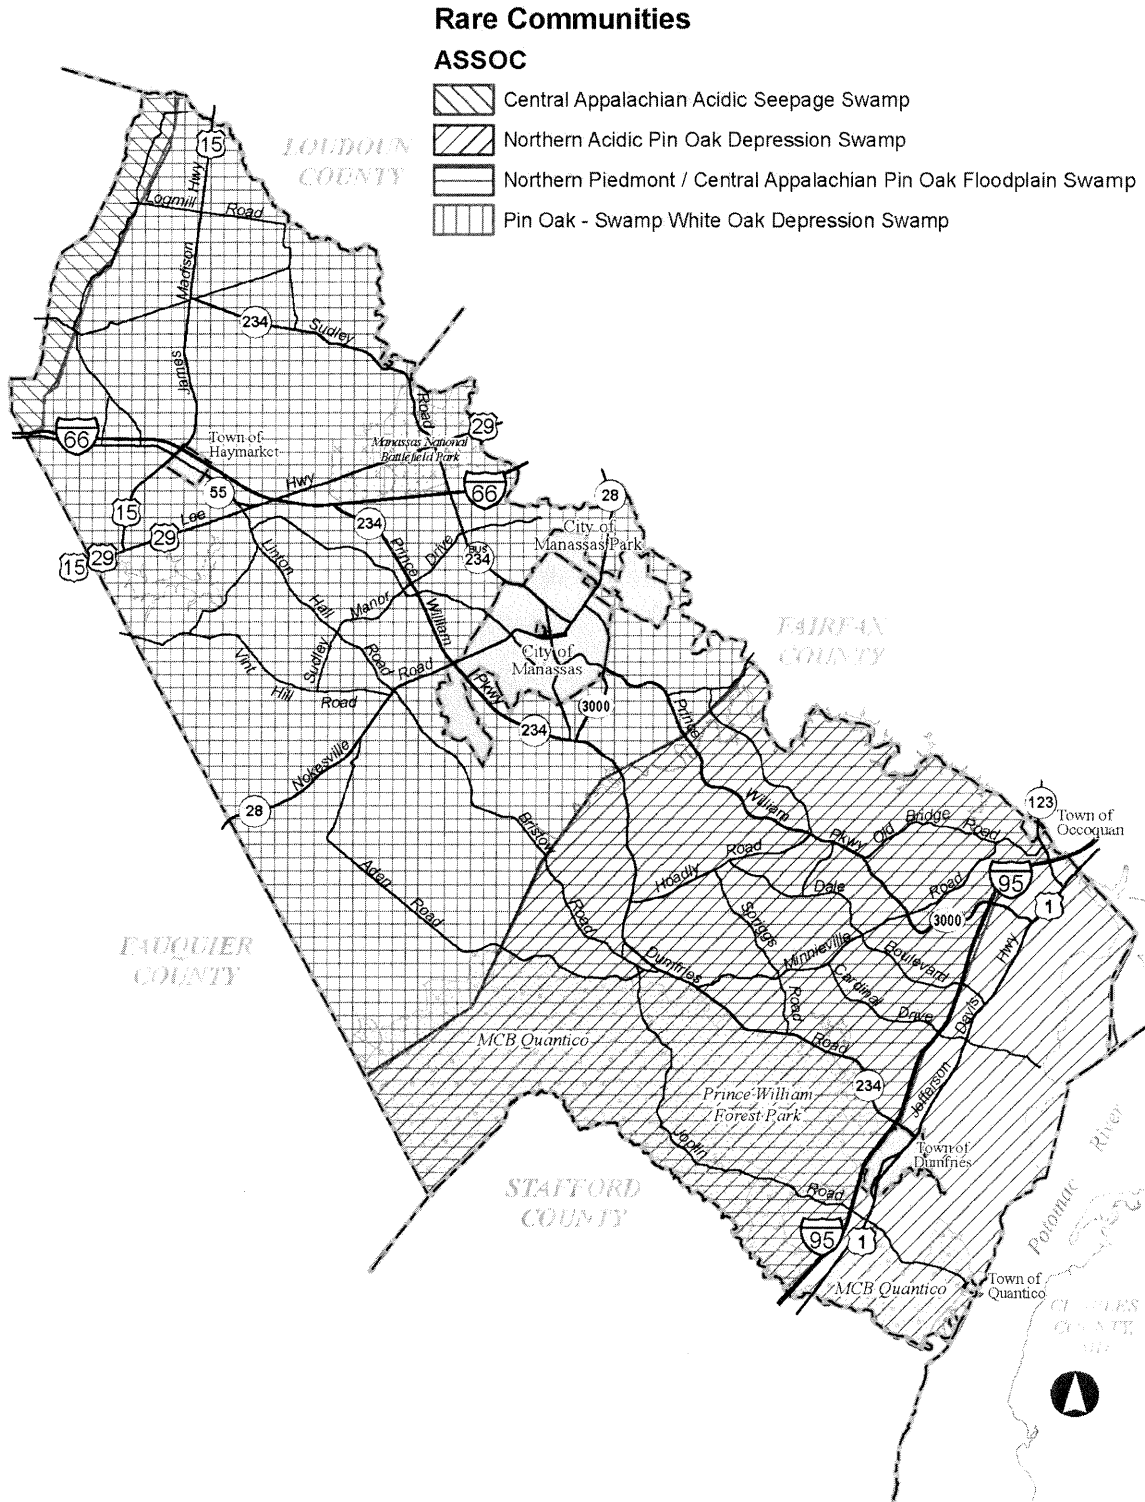 Rare Communities
ASSOC
Central Appalachian Acidic Seepage Swamp
Northern Acidic Pin Oak Depression Swamp
Northern Piedmont / Central Appalachian Pin Oak Floodplain Swamp
Pin Oak - Swamp White Oak Depression Swamp
LOUDOUN
COUNTY
15
Logmill Road
James Madison Hwy
234
Sudley Road
29
66
Town of
Haymarket
Manassas National
Battlefield Park
55
Lee Hwy
66
28
15
29
15
29
234
BUS
234
City of
Manassas Park
Linton Hall Road
Prince William Pkwy
Sudley Manor Drive
FAIRFAX
COUNTY
Vint Hill Road
City of
Manassas
3000
234
Nokesville Road
28
Prince William Pkwy
123
Town of
Occoquan
Old Bridge Road
Bristow Road
Hoadly Road
Dale Boulevard
95
1
Aden Road
Spriggs Road
Minnieville Road
3000
FAUQUIER
COUNTY
Dumfries Road
Cardinal Drive
Jefferson Davis Hwy
MCB Quantico
Prince William
Forest Park
234
Joplin Road
Town of
Dumfries
STAFFORD
COUNTY
Potomac River
95
1
MCB Quantico
Town of
Quantico
CHARLES
COUNTY,
MD